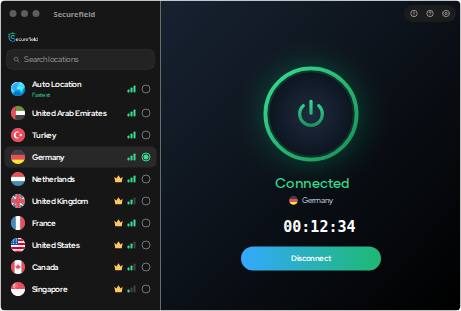 Securefield
Securefield
Search locations
Auto Location
Fastest
United Arab Emirates
Turkey
Germany
Netherlands
United Kingdom
France
United States
Canada
Singapore
Connected
Germany
00:12:34
Disconnect